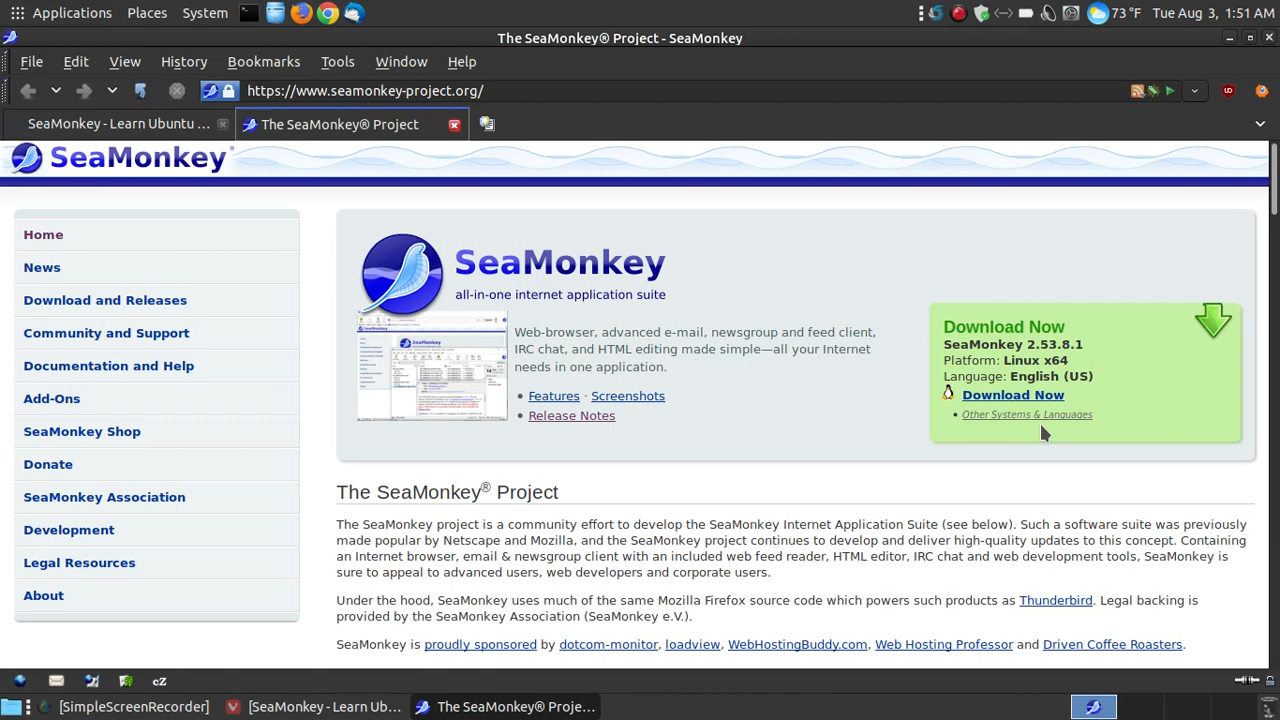 Applications Places System 73 °F Tue Aug 3, 1:51 AM
The SeaMonkey® Project - SeaMonkey
File Edit View History Bookmarks Tools Window Help
https://www.seamonkey-project.org/
SeaMonkey - Learn Ubuntu ... The SeaMonkey® Project
SeaMonkey®
Home
News
Download and Releases
Community and Support
Documentation and Help
Add-Ons
SeaMonkey Shop
Donate
SeaMonkey Association
Development
Legal Resources
About
SeaMonkey
all-in-one internet application suite
Web-browser, advanced e-mail, newsgroup and feed client,
IRC chat, and HTML editing made simple—all your Internet
needs in one application.
• Features · Screenshots
• Release Notes
Download Now
SeaMonkey 2.53.8.1
Platform: Linux x64
Language: English (US)
Download Now
• Other Systems & Languages
The SeaMonkey® Project
The SeaMonkey project is a community effort to develop the SeaMonkey Internet Application Suite (see below). Such a software suite was previously
made popular by Netscape and Mozilla, and the SeaMonkey project continues to develop and deliver high-quality updates to this concept. Containing
an Internet browser, email & newsgroup client with an included web feed reader, HTML editor, IRC chat and web development tools, SeaMonkey is
sure to appeal to advanced users, web developers and corporate users.
Under the hood, SeaMonkey uses much of the same Mozilla Firefox source code which powers such products as Thunderbird. Legal backing is
provided by the SeaMonkey Association (SeaMonkey e.V.).
SeaMonkey is proudly sponsored by dotcom-monitor, loadview, WebHostingBuddy.com, Web Hosting Professor and Driven Coffee Roasters.
cZ
[SimpleScreenRecorder] [SeaMonkey - Learn Ub... The SeaMonkey® Proje...